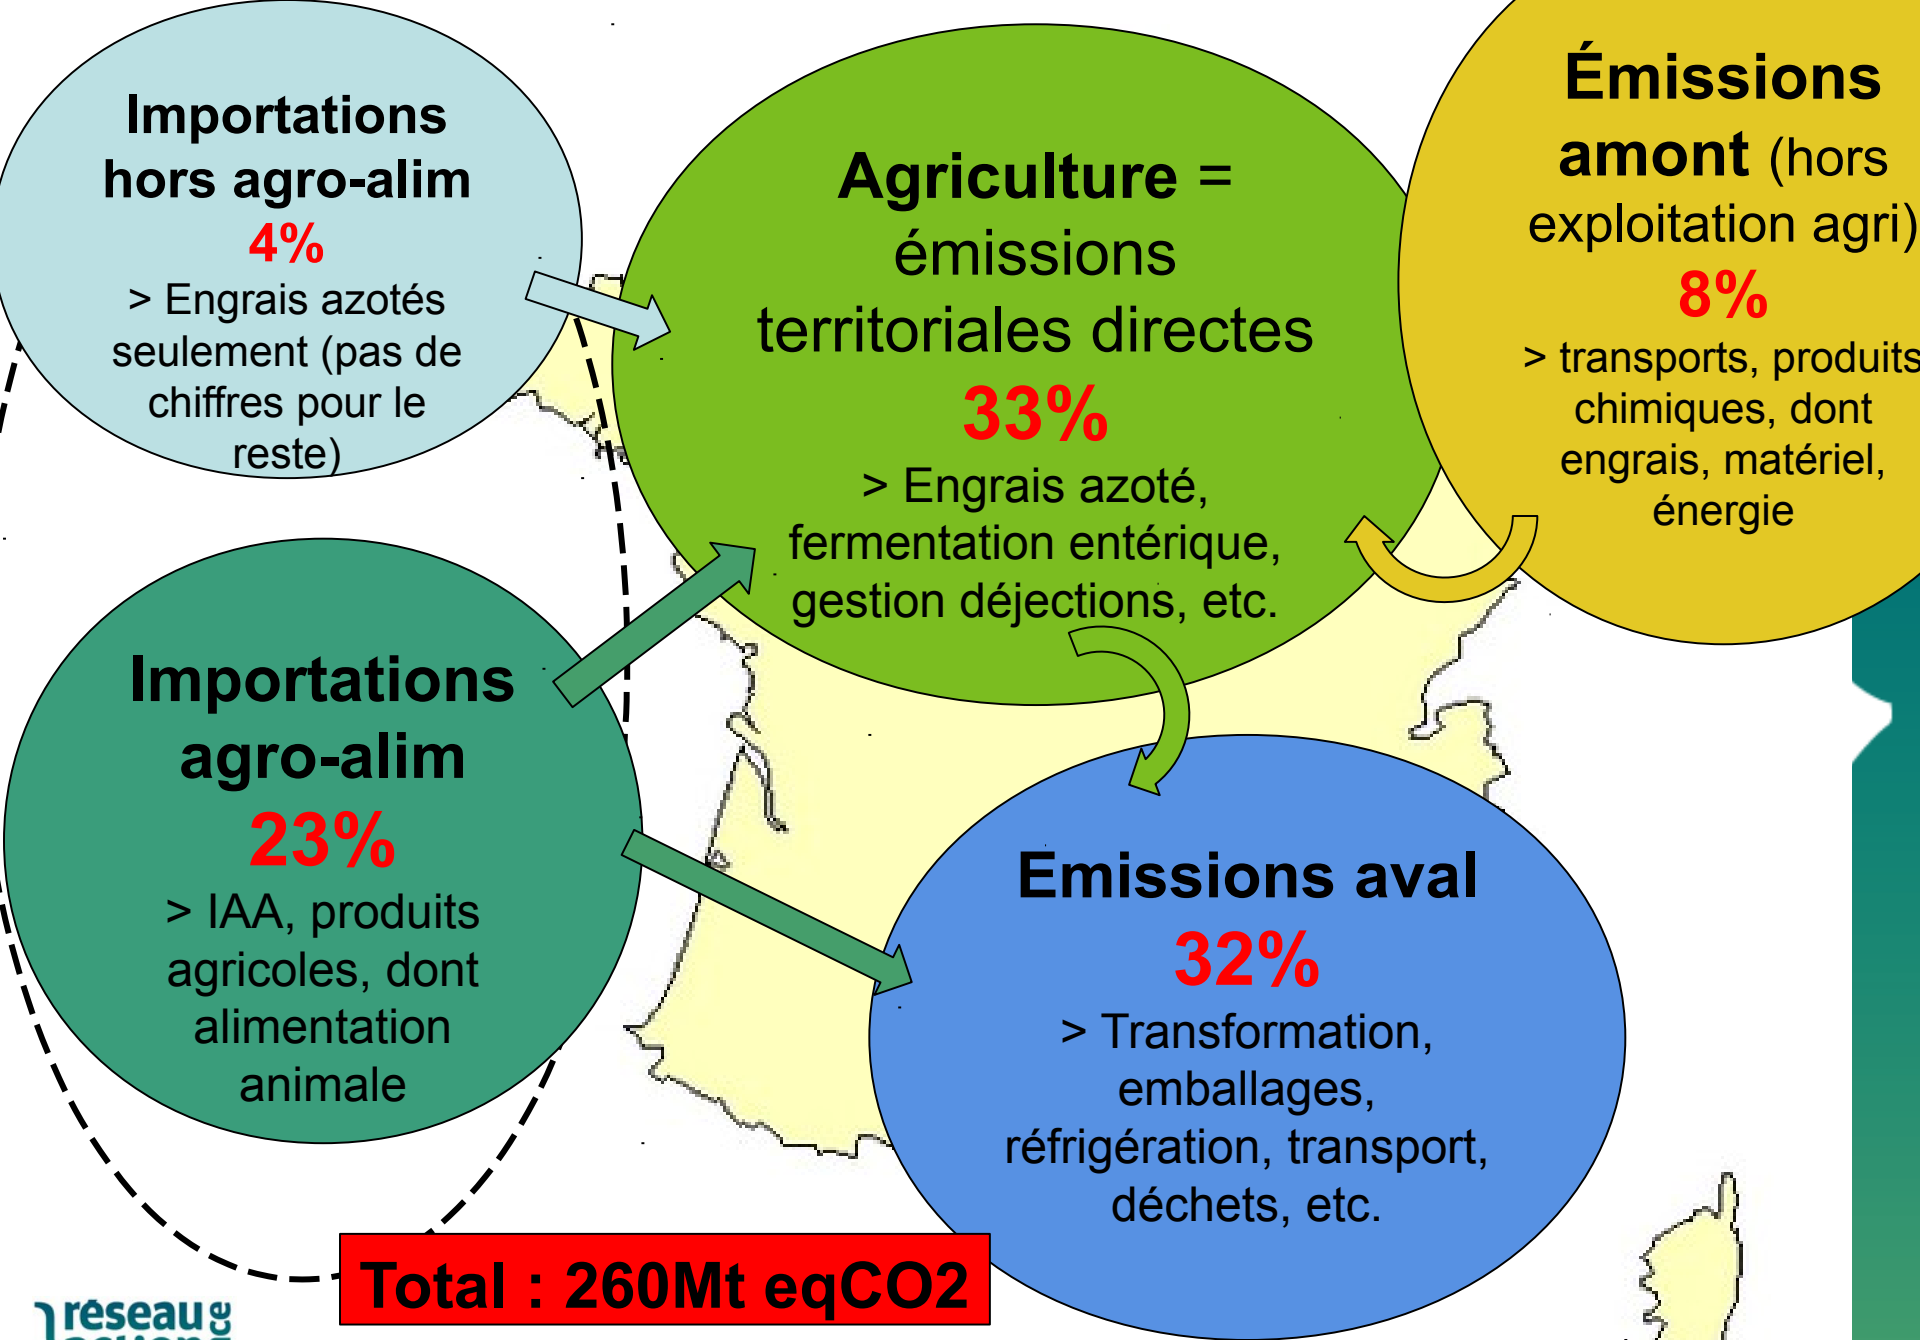 Importations
hors agro-alim
4%
> Engrais azotés
seulement (pas de
chiffres pour le
reste)
Agriculture =
émissions
territoriales directes
33%
> Engrais azoté,
fermentation entérique,
gestion déjections, etc.
Émissions
amont (hors
exploitation agri)
8%
> transports, produits
chimiques, dont
engrais, matériel,
énergie
Importations
agro-alim
23%
> IAA, produits
agricoles, dont
alimentation
animale
Emissions aval
32%
> Transformation,
emballages,
réfrigération, transport,
déchets, etc.
Total : 260Mt eqCO2
réseau